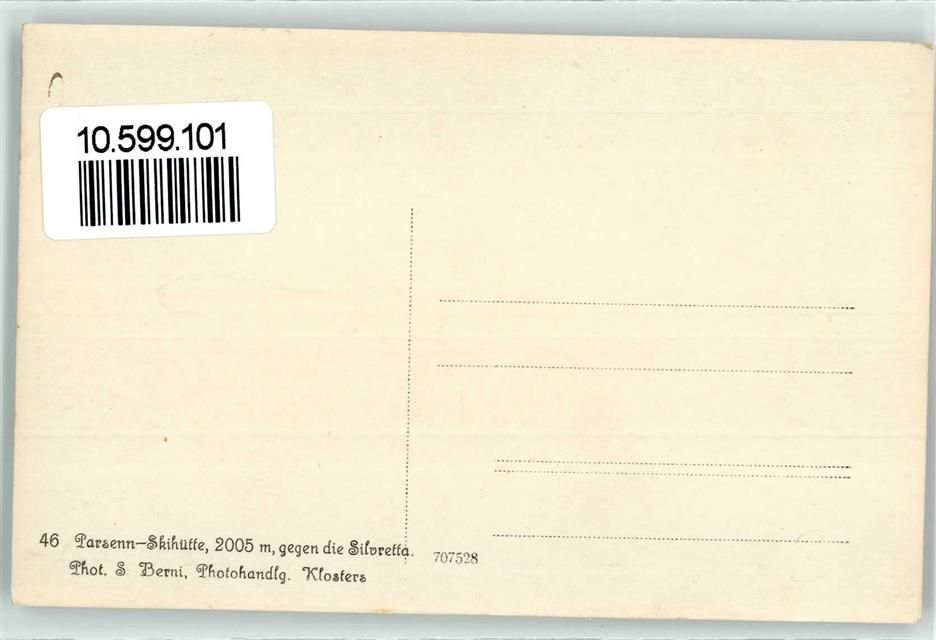 10.599.101
46 Parsenn–Skihütte, 2005 m, gegen die Silvretta.
707528
Phot. S Berni, Photohandlg. Klosters